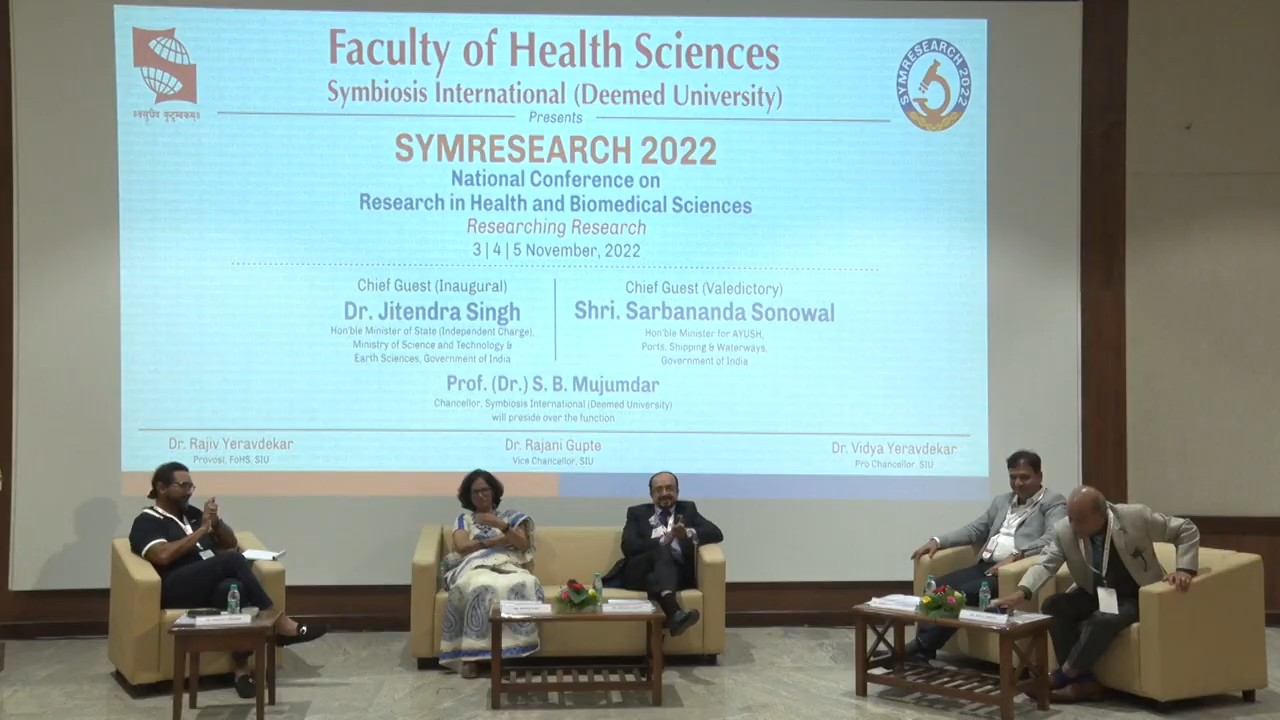 Faculty of Health Sciences
Symbiosis International (Deemed University)
Presents
SYMRESEARCH 2022
National Conference on
Research in Health and Biomedical Sciences
Researching Research
3 | 4 | 5 November, 2022
॥वसुधैव कुटुम्बकम्॥
SYMRESEARCH 2022
Chief Guest (Inaugural)
Dr. Jitendra Singh
Hon'ble Minister of State (Independent Charge),
Ministry of Science and Technology &
Earth Sciences, Government of India
Chief Guest (Valedictory)
Shri. Sarbananda Sonowal
Hon'ble Minister for AYUSH,
Ports, Shipping & Waterways,
Government of India
Prof. (Dr.) S. B. Mujumdar
Chancellor, Symbiosis International (Deemed University)
will preside over the function
Dr. Rajiv Yeravdekar
Provost, FoHS, SIU
Dr. Rajani Gupte
Vice Chancellor, SIU
Dr. Vidya Yeravdekar
Pro Chancellor, SIU